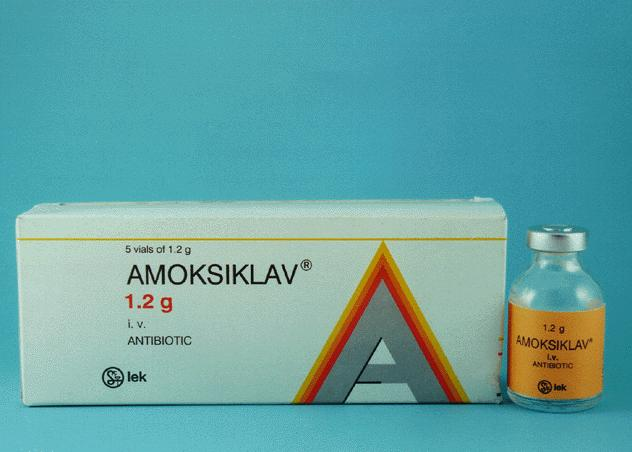 5 vials of 1.2 g
AMOKSIKLAV®
1.2 g
i. v.
ANTIBIOTIC
lek
1.2 g
AMOKSIKLAV®
i.v.
ANTIBIOTIC
lek